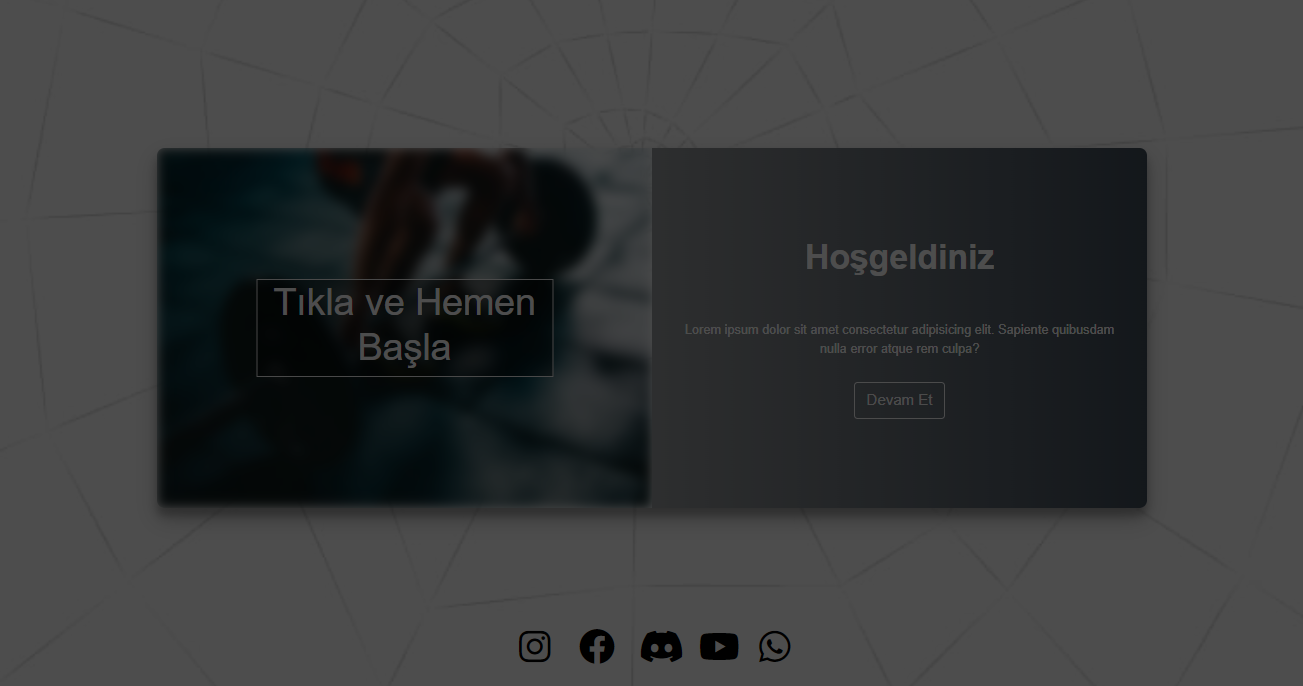 Tıkla ve Hemen
Başla
Hoşgeldiniz
Lorem ipsum dolor sit amet consectetur adipisicing elit. Sapiente quibusdam
nulla error atque rem culpa?
Devam Et